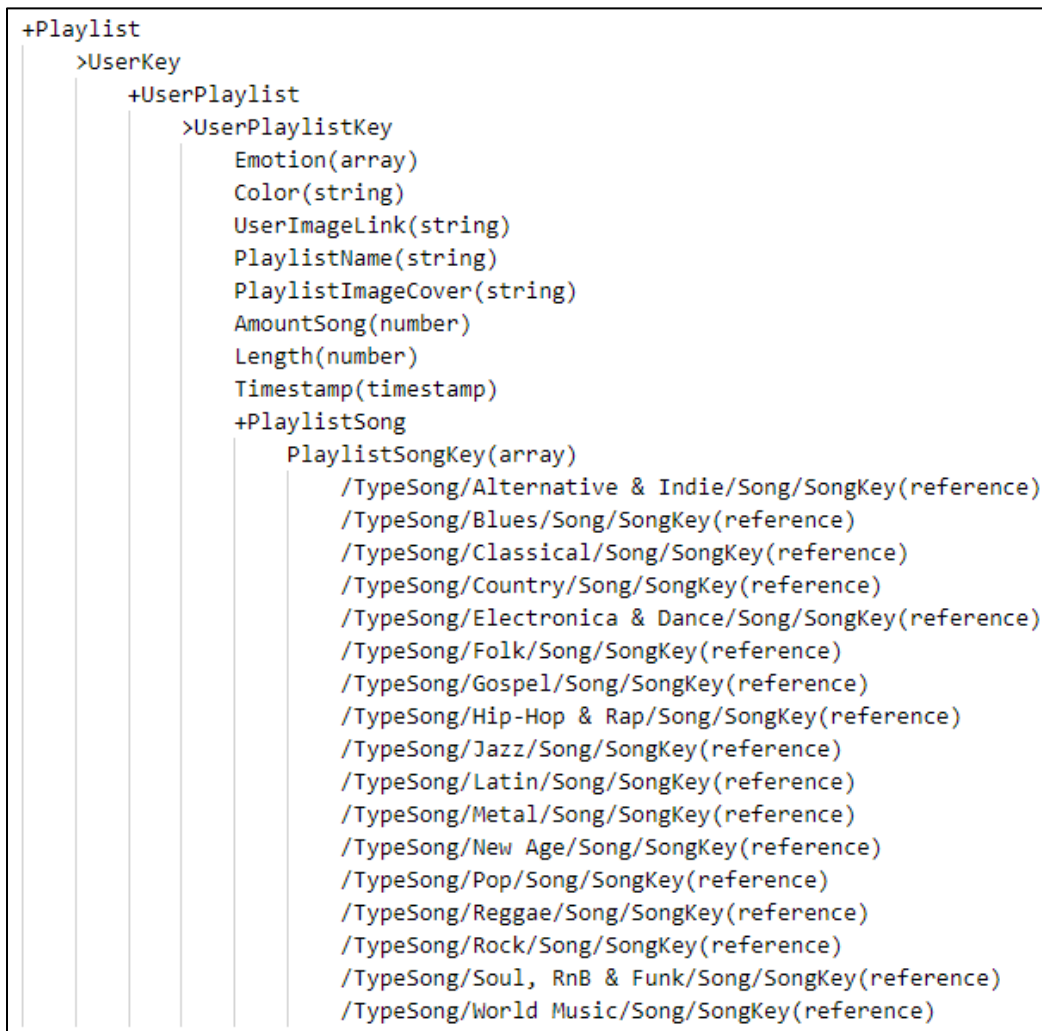 +Playlist
>UserKey
+UserPlaylist
>UserPlaylistKey
Emotion(array)
Color(string)
UserImageLink(string)
PlaylistName(string)
PlaylistImageCover(string)
AmountSong(number)
Length(number)
Timestamp(timestamp)
+PlaylistSong
PlaylistSongKey(array)
/TypeSong/Alternative & Indie/Song/SongKey(reference)
/TypeSong/Blues/Song/SongKey(reference)
/TypeSong/Classical/Song/SongKey(reference)
/TypeSong/Country/Song/SongKey(reference)
/TypeSong/Electronica & Dance/Song/SongKey(reference)
/TypeSong/Folk/Song/SongKey(reference)
/TypeSong/Gospel/Song/SongKey(reference)
/TypeSong/Hip-Hop & Rap/Song/SongKey(reference)
/TypeSong/Jazz/Song/SongKey(reference)
/TypeSong/Latin/Song/SongKey(reference)
/TypeSong/Metal/Song/SongKey(reference)
/TypeSong/New Age/Song/SongKey(reference)
/TypeSong/Pop/Song/SongKey(reference)
/TypeSong/Reggae/Song/SongKey(reference)
/TypeSong/Rock/Song/SongKey(reference)
/TypeSong/Soul, RnB & Funk/Song/SongKey(reference)
/TypeSong/World Music/Song/SongKey(reference)